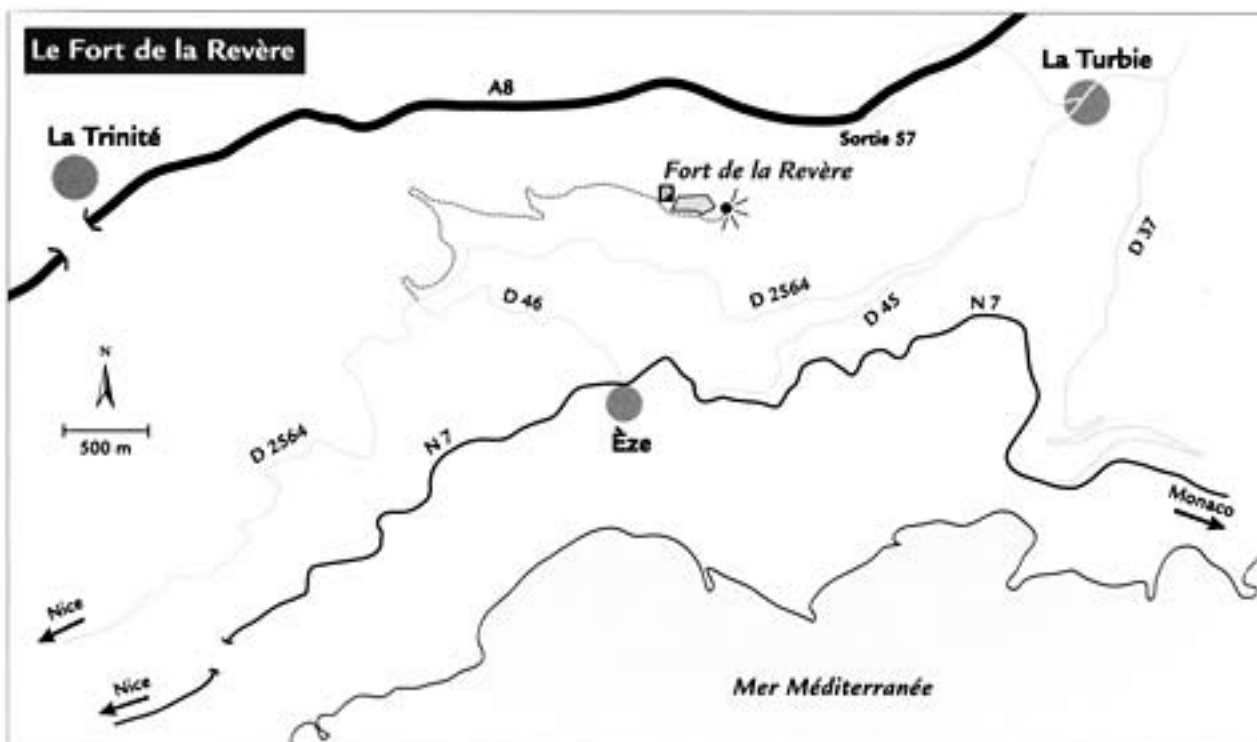 Le Fort de la Revère
La Turbie
A8
La Trinité
Sortie 57
Fort de la Revère
P
D 37
D 2564
D 46
D 45
N 7
N
500 m
D 2564
N 7
Èze
Monaco
Nice
Nice
Mer Méditerranée